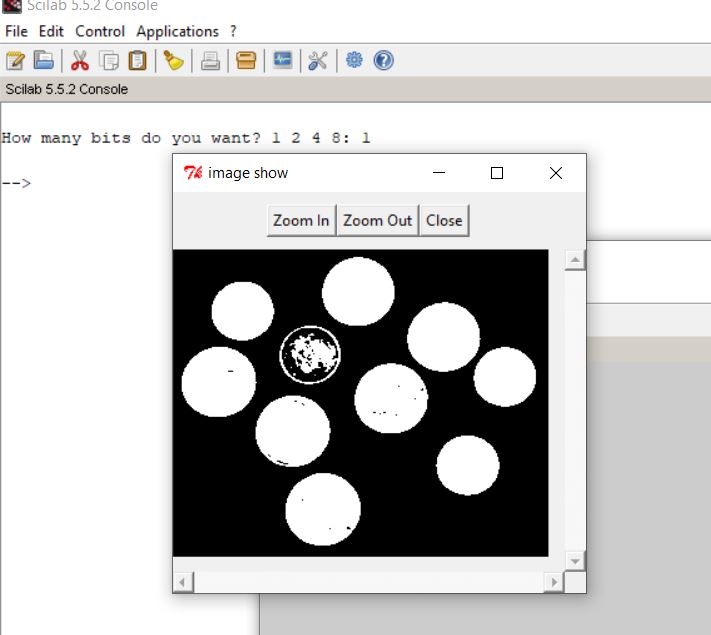 Scilab 5.5.2 Console
File Edit Control Applications ?
Scilab 5.5.2 Console
How many bits do you want? 1 2 4 8: 1
-->
image show
Zoom In Zoom Out Close